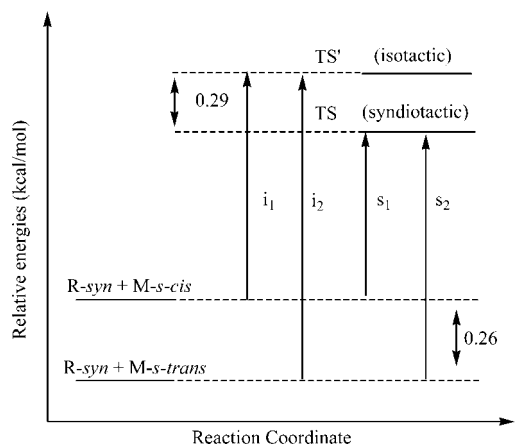 TS' (isotactic)
0.29
TS (syndiotactic)
i1 i2 s1 s2
R-syn + M-s-cis
0.26
R-syn + M-s-trans
Relative energies (kcal/mol)
Reaction Coordinate